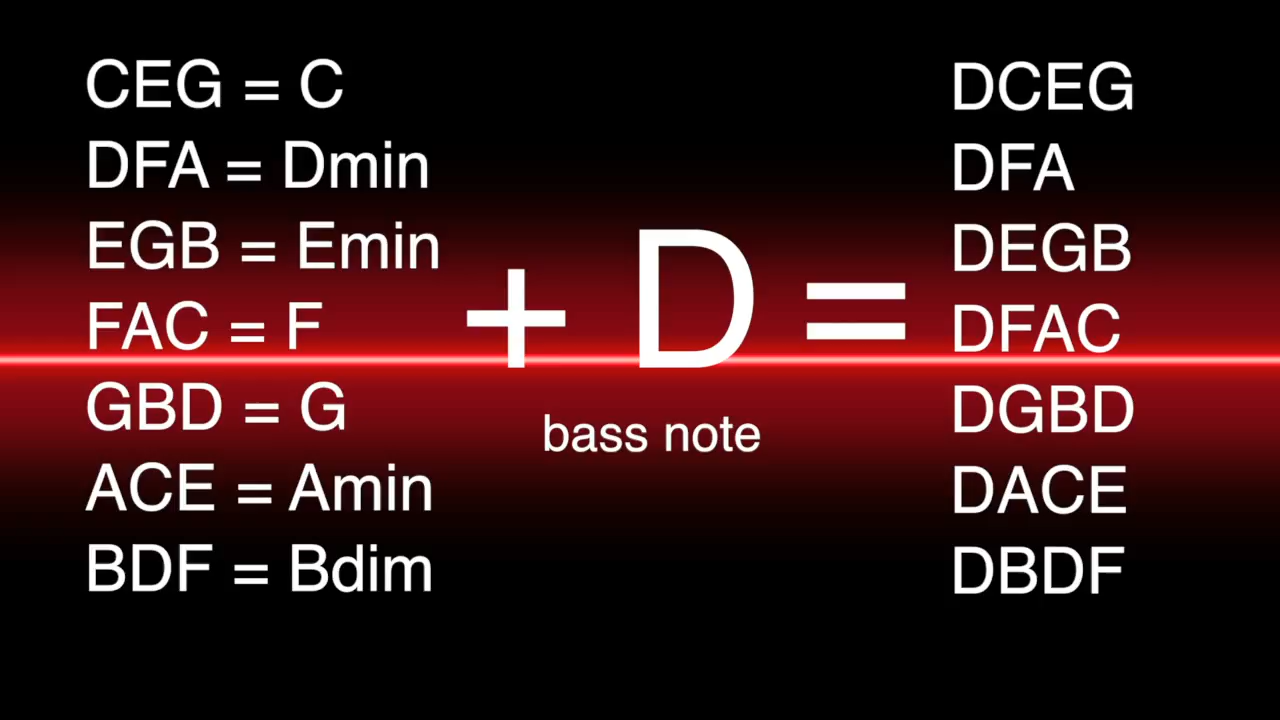 CEG = C
DFA = Dmin
EGB = Emin
FAC = F
GBD = G
ACE = Amin
BDF = Bdim
+ D =
bass note
DCEG
DFA
DEGB
DFAC
DGBD
DACE
DBDF